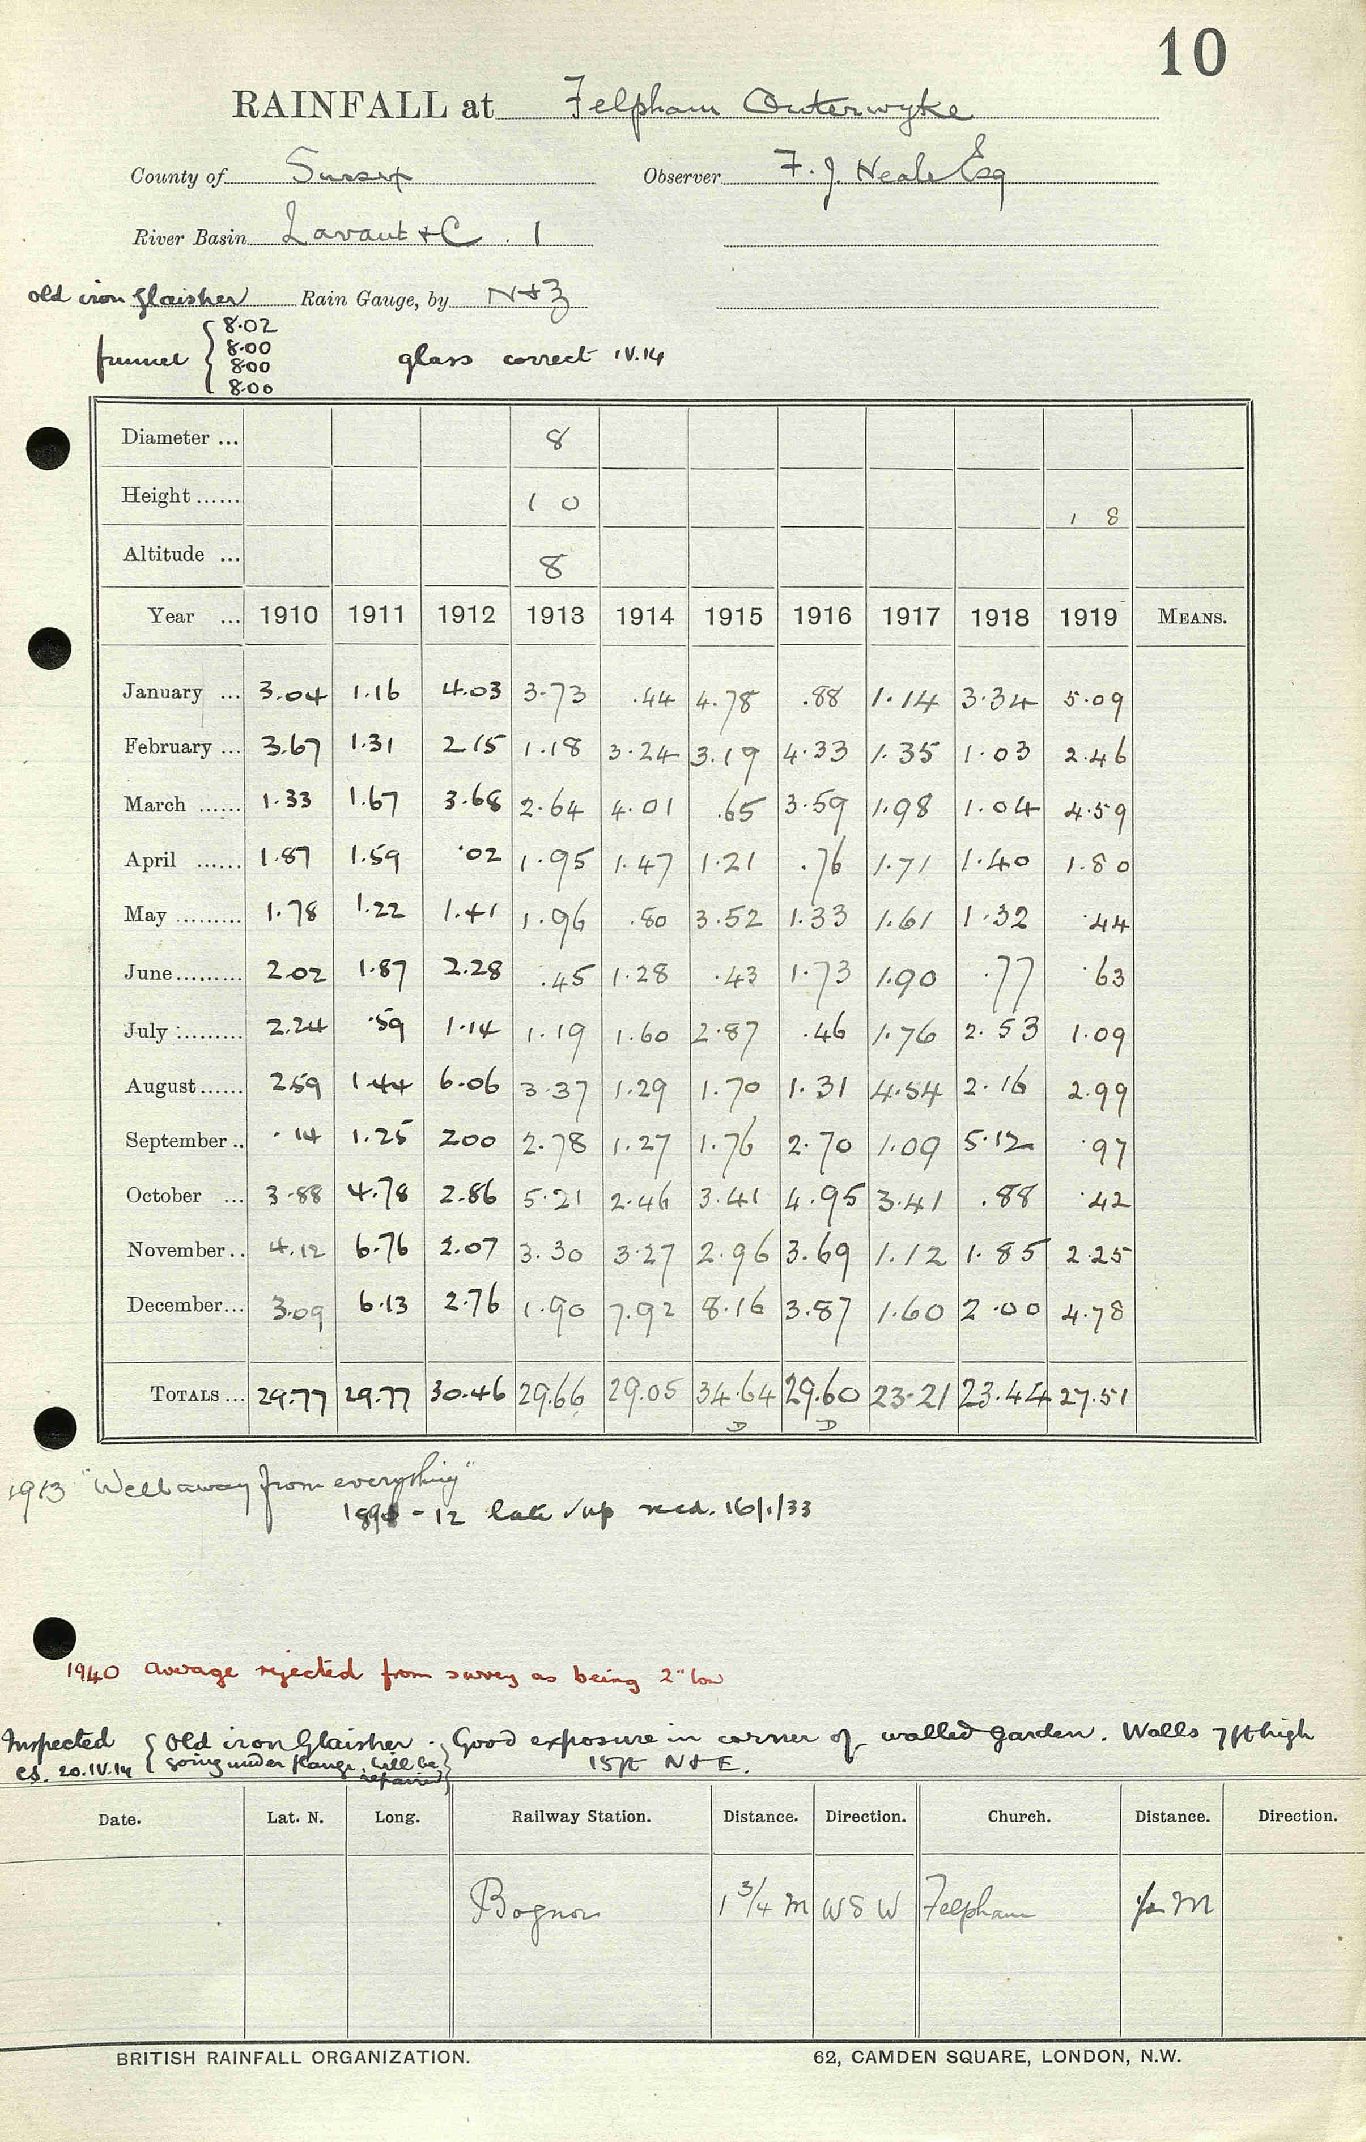 10
RAINFALL at Felpham Outerwyke
County of Sussex Observer F. J. Neale Esq
River Basin Lavant & C. 1
old iron Glaisher Rain Gauge, by N & Z
funnel { 8.02
8.00
8.00
8.00
glass correct IV.14
Diameter ... 8
Height ...... 1 0 1 8
Altitude ... 8
Year ... 1910 1911 1912 1913 1914 1915 1916 1917 1918 1919 MEANS.
January ... 3.04 1.16 4.03 3.73 .44 4.78 .88 1.14 3.34 5.09
February ... 3.67 1.31 2.15 1.18 3.24 3.19 4.33 1.35 1.03 2.46
March ...... 1.33 1.67 3.68 2.64 4.01 .65 3.59 1.98 1.04 4.59
April ...... 1.87 1.59 .02 1.95 1.47 1.21 .76 1.71 1.40 1.80
May ......... 1.78 1.22 1.41 1.96 .80 3.52 1.33 1.61 1.32 .44
June......... 2.02 1.87 2.28 .45 1.28 .43 1.73 1.90 .77 .63
July ......... 2.24 .59 1.14 1.19 1.60 2.87 .46 1.76 2.53 1.09
August...... 2.59 1.44 6.06 3.37 1.29 1.70 1.31 4.54 2.16 2.99
September .. .14 1.25 2.00 2.78 1.27 1.76 2.70 1.09 5.12 .97
October ... 3.88 4.78 2.86 5.21 2.46 3.41 4.95 3.41 .88 .42
November .. 4.12 6.76 2.07 3.30 3.27 2.96 3.69 1.12 1.85 2.25
December... 3.09 6.13 2.76 1.90 7.92 8.16 3.87 1.60 2.00 4.78
TOTALS ... 29.77 29.77 30.46 29.66 29.05 34.64 29.60 23.21 23.44 27.51
D D
1913 "Well away from everything"
- 12 late recd. 16/1/33
1940 average rejected from survey as being 2" low
Inspected { Old iron Glaisher. } Good exposure in corner of walled garden. Walls 7ft high
CS. 20.IV.14 { going under flange, will be 15ft N & E.
repaired }
Date. Lat. N. Long. Railway Station. Distance. Direction. Church. Distance. Direction.
Bognor 1 3/4 M W S W Felpham 1/2 M
BRITISH RAINFALL ORGANIZATION. 62, CAMDEN SQUARE, LONDON, N.W.